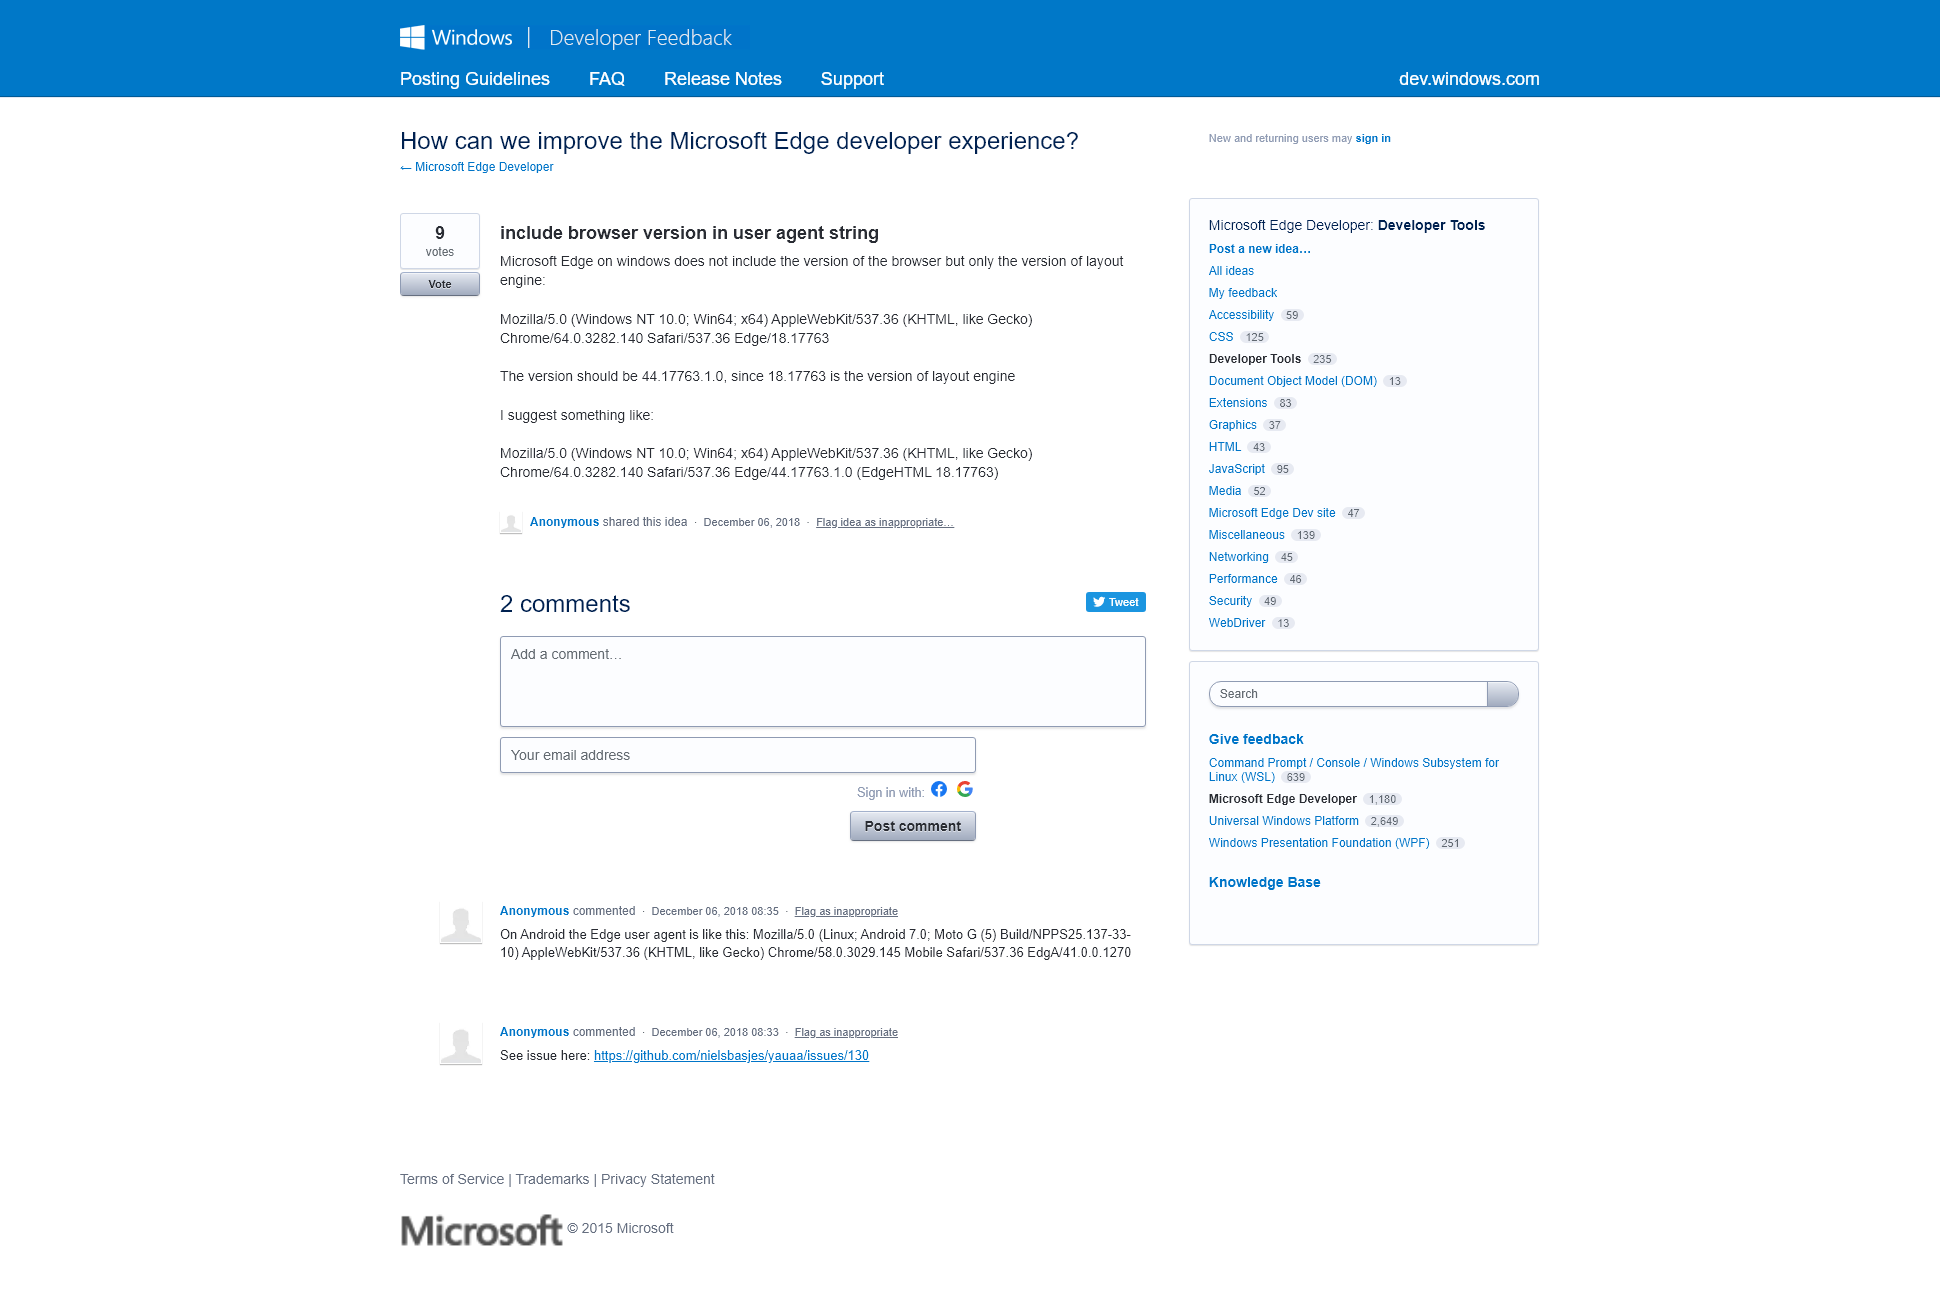 Windows | Developer Feedback
Posting Guidelines FAQ Release Notes Support dev.windows.com
How can we improve the Microsoft Edge developer experience?
← Microsoft Edge Developer
New and returning users may sign in
9
votes
Vote
include browser version in user agent string
Microsoft Edge on windows does not include the version of the browser but only the version of layout
engine:
Mozilla/5.0 (Windows NT 10.0; Win64; x64) AppleWebKit/537.36 (KHTML, like Gecko)
Chrome/64.0.3282.140 Safari/537.36 Edge/18.17763
The version should be 44.17763.1.0, since 18.17763 is the version of layout engine
I suggest something like:
Mozilla/5.0 (Windows NT 10.0; Win64; x64) AppleWebKit/537.36 (KHTML, like Gecko)
Chrome/64.0.3282.140 Safari/537.36 Edge/44.17763.1.0 (EdgeHTML 18.17763)
Anonymous shared this idea · December 06, 2018 · Flag idea as inappropriate…
2 comments
Tweet
Add a comment…
Your email address
Sign in with:
Post comment
Anonymous commented · December 06, 2018 08:35 · Flag as inappropriate
On Android the Edge user agent is like this: Mozilla/5.0 (Linux; Android 7.0; Moto G (5) Build/NPPS25.137-33-
10) AppleWebKit/537.36 (KHTML, like Gecko) Chrome/58.0.3029.145 Mobile Safari/537.36 EdgA/41.0.0.1270
Anonymous commented · December 06, 2018 08:33 · Flag as inappropriate
See issue here: https://github.com/nielsbasjes/yauaa/issues/130
Microsoft Edge Developer: Developer Tools
Post a new idea…
All ideas
My feedback
Accessibility 59
CSS 125
Developer Tools 235
Document Object Model (DOM) 13
Extensions 83
Graphics 37
HTML 43
JavaScript 95
Media 52
Microsoft Edge Dev site 47
Miscellaneous 139
Networking 45
Performance 46
Security 49
WebDriver 13
Search
Give feedback
Command Prompt / Console / Windows Subsystem for
Linux (WSL) 639
Microsoft Edge Developer 1,180
Universal Windows Platform 2,649
Windows Presentation Foundation (WPF) 251
Knowledge Base
Terms of Service | Trademarks | Privacy Statement
Microsoft © 2015 Microsoft